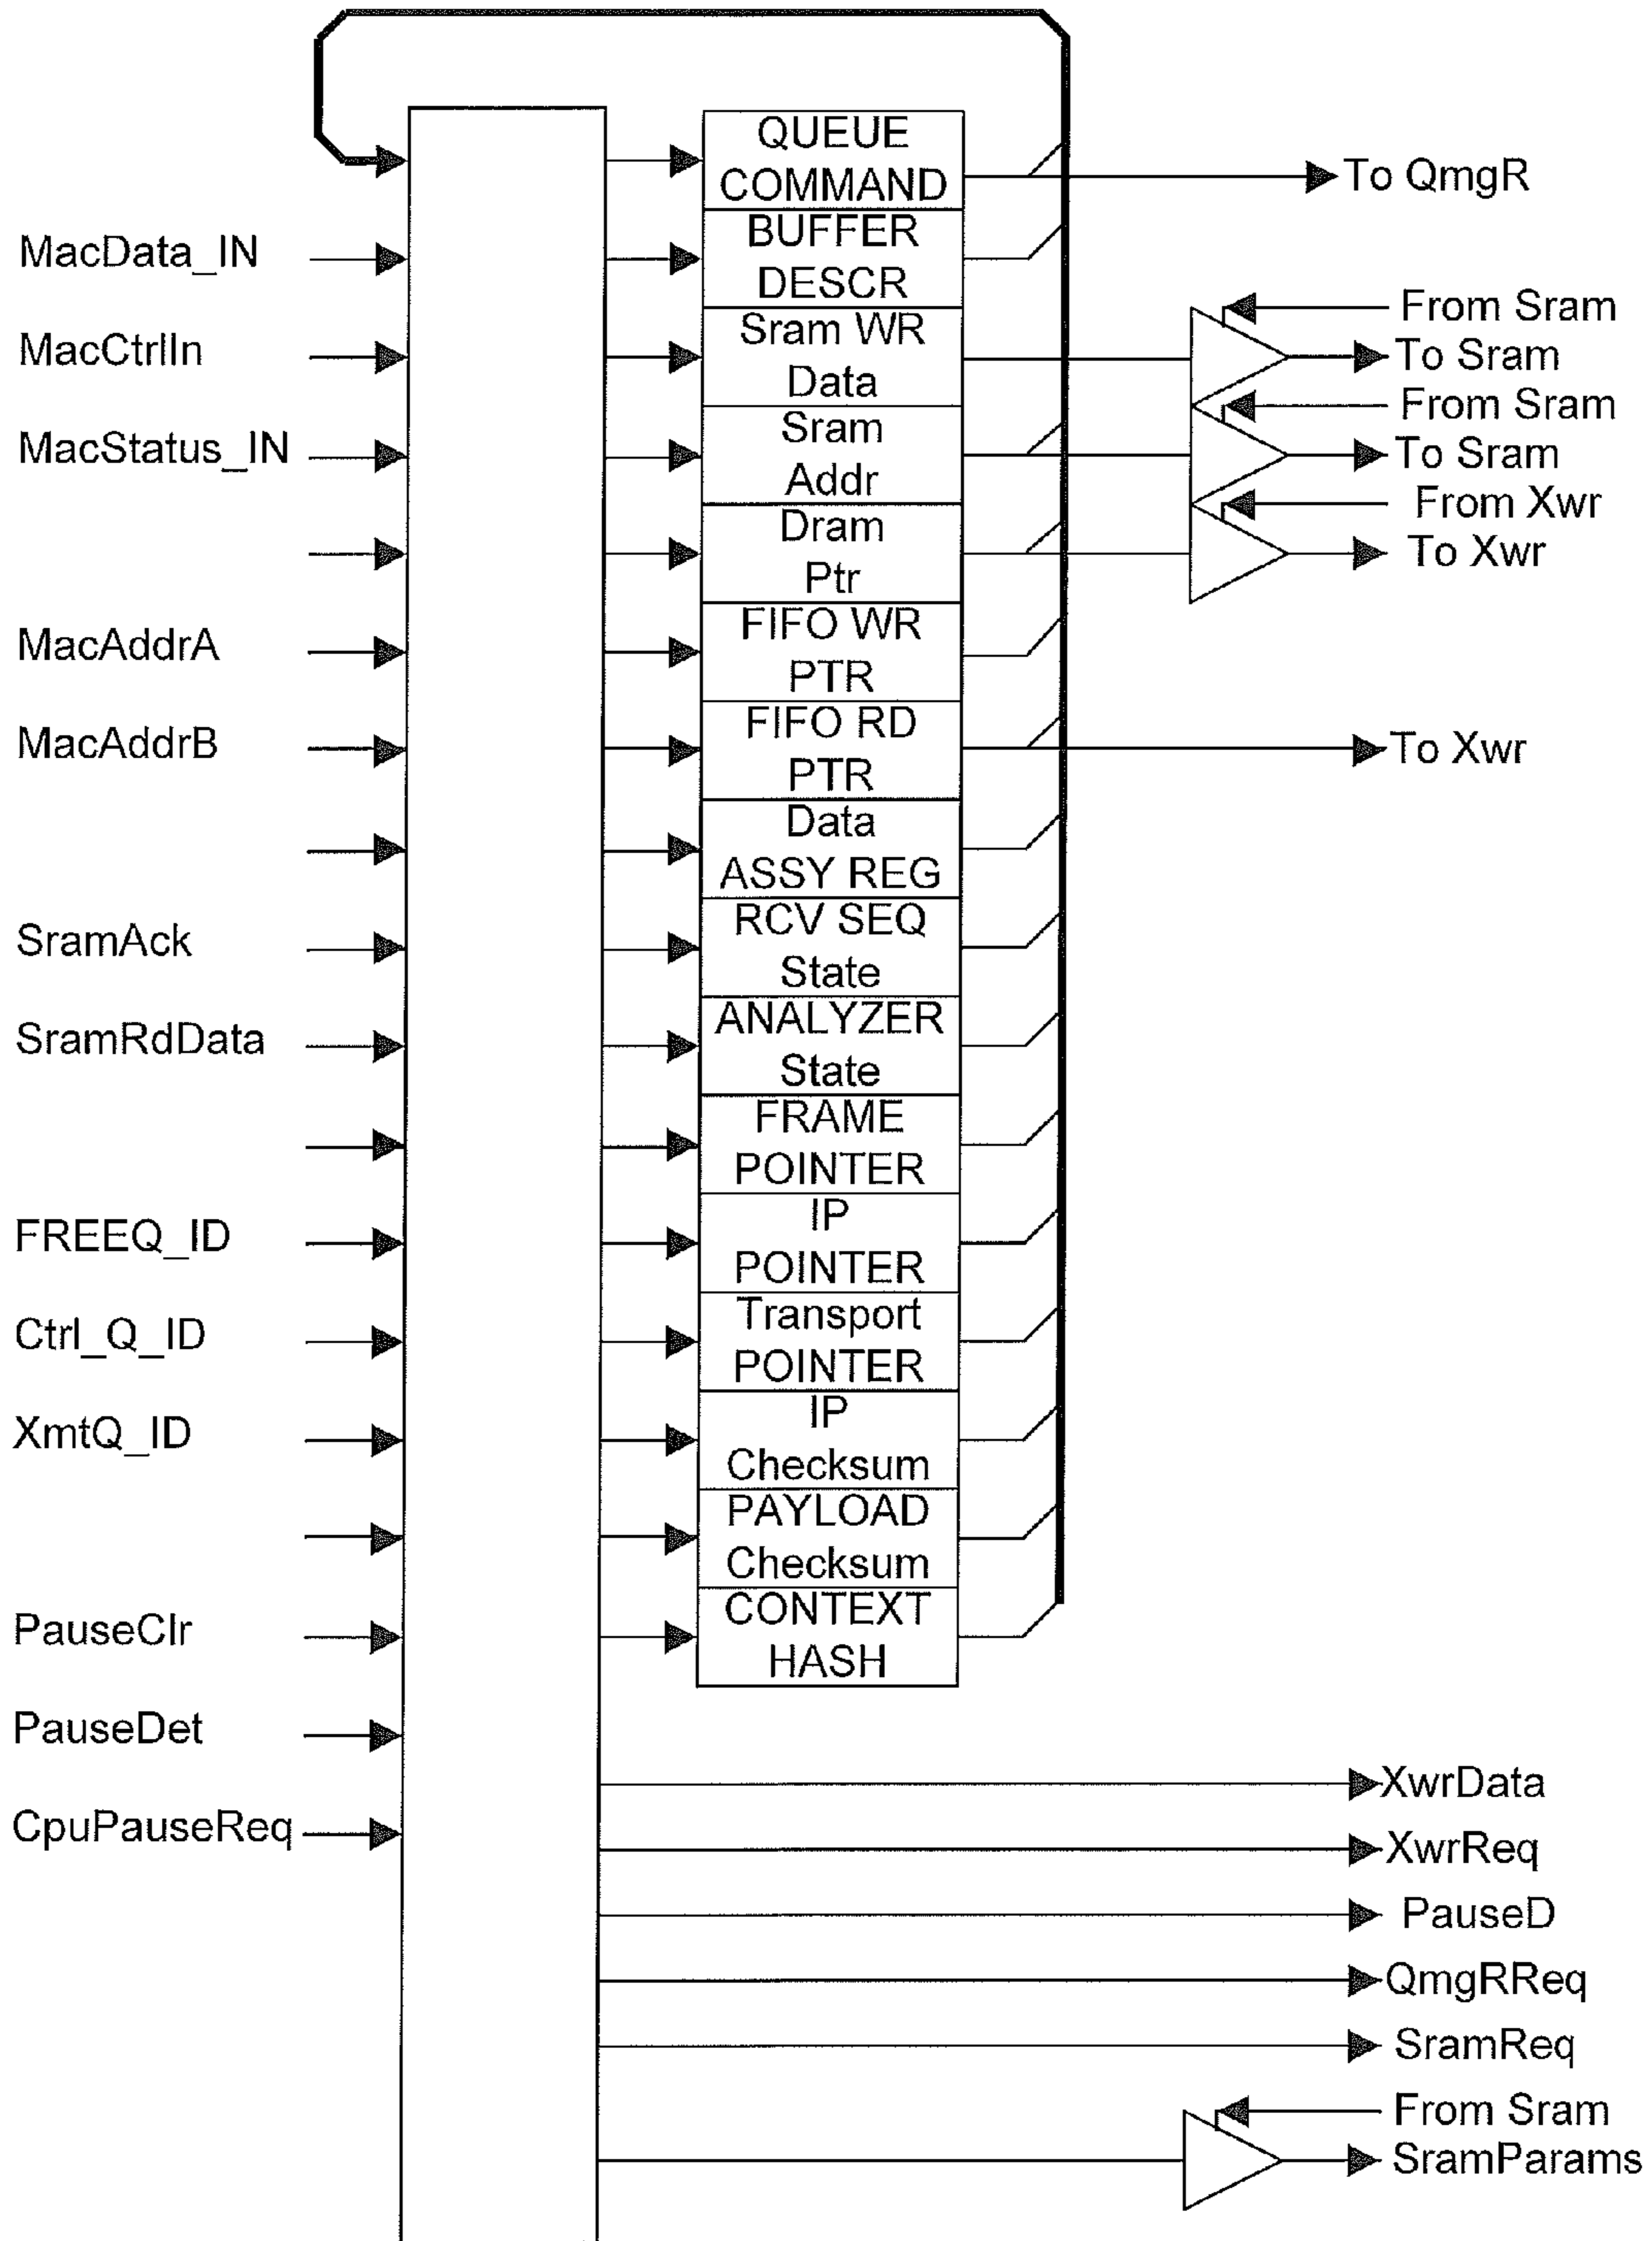 QUEUE
COMMAND
To QmgR
MacData_IN
BUFFER
DESCR
MacCtrlIn
Sram WR
Data
From Sram
To Sram
MacStatus_IN
Sram
Addr
From Sram
To Sram
Dram
Ptr
From Xwr
To Xwr
MacAddrA
FIFO WR
PTR
MacAddrB
FIFO RD
PTR
To Xwr
Data
ASSY REG
SramAck
RCV SEQ
State
SramRdData
ANALYZER
State
FRAME
POINTER
FREEQ_ID
IP
POINTER
Ctrl_Q_ID
Transport
POINTER
XmtQ_ID
IP
Checksum
PAYLOAD
Checksum
PauseClr
CONTEXT
HASH
PauseDet
XwrData
CpuPauseReq
XwrReq
PauseD
QmgRReq
SramReq
From Sram
SramParams